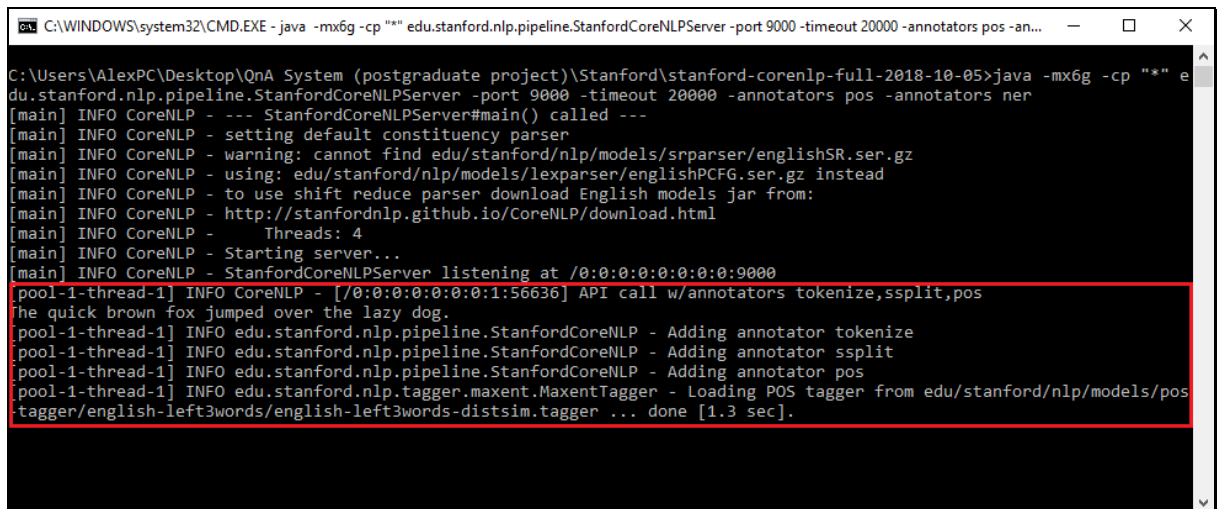 C:\WINDOWS\system32\CMD.EXE - java -mx6g -cp "*" edu.stanford.nlp.pipeline.StanfordCoreNLPServer -port 9000 -timeout 20000 -annotators pos -an...
C:\Users\AlexPC\Desktop\QnA System (postgraduate project)\Stanford\stanford-corenlp-full-2018-10-05>java -mx6g -cp "*" e
du.stanford.nlp.pipeline.StanfordCoreNLPServer -port 9000 -timeout 20000 -annotators pos -annotators ner
[main] INFO CoreNLP - --- StanfordCoreNLPServer#main() called ---
[main] INFO CoreNLP - setting default constituency parser
[main] INFO CoreNLP - warning: cannot find edu/stanford/nlp/models/srparser/englishSR.ser.gz
[main] INFO CoreNLP - using: edu/stanford/nlp/models/lexparser/englishPCFG.ser.gz instead
[main] INFO CoreNLP - to use shift reduce parser download English models jar from:
[main] INFO CoreNLP - http://stanfordnlp.github.io/CoreNLP/download.html
[main] INFO CoreNLP -     Threads: 4
[main] INFO CoreNLP - Starting server...
[main] INFO CoreNLP - StanfordCoreNLPServer listening at /0:0:0:0:0:0:0:0:9000
[pool-1-thread-1] INFO CoreNLP - [/0:0:0:0:0:0:0:1:56636] API call w/annotators tokenize,ssplit,pos
The quick brown fox jumped over the lazy dog.
[pool-1-thread-1] INFO edu.stanford.nlp.pipeline.StanfordCoreNLP - Adding annotator tokenize
[pool-1-thread-1] INFO edu.stanford.nlp.pipeline.StanfordCoreNLP - Adding annotator ssplit
[pool-1-thread-1] INFO edu.stanford.nlp.pipeline.StanfordCoreNLP - Adding annotator pos
[pool-1-thread-1] INFO edu.stanford.nlp.tagger.maxent.MaxentTagger - Loading POS tagger from edu/stanford/nlp/models/pos
-tagger/english-left3words/english-left3words-distsim.tagger ... done [1.3 sec].